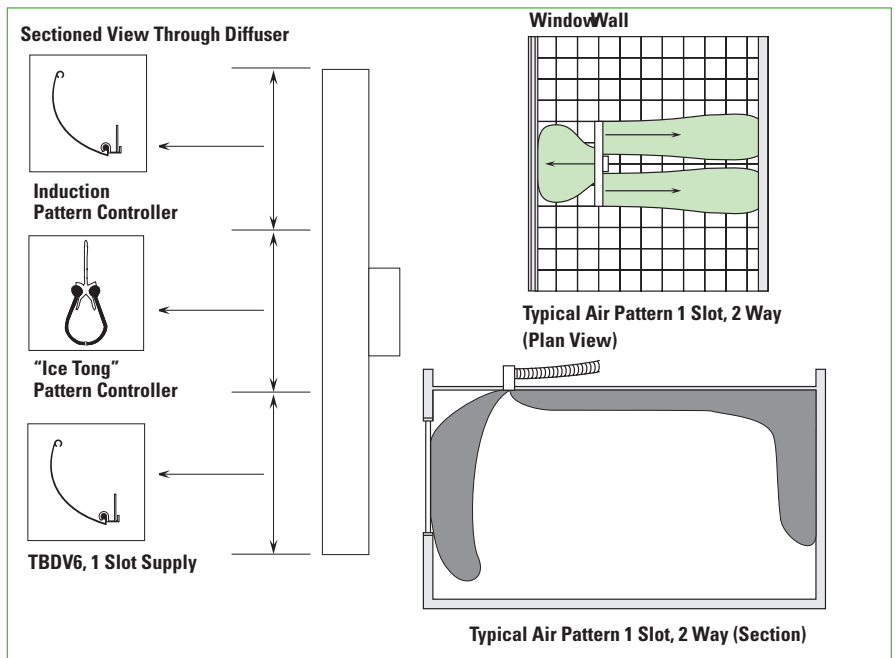 Sectioned View Through Diffuser
Induction
Pattern Controller
“Ice Tong”
Pattern Controller
TBDV6, 1 Slot Supply
Window Wall
Typical Air Pattern 1 Slot, 2 Way
(Plan View)
Typical Air Pattern 1 Slot, 2 Way (Section)